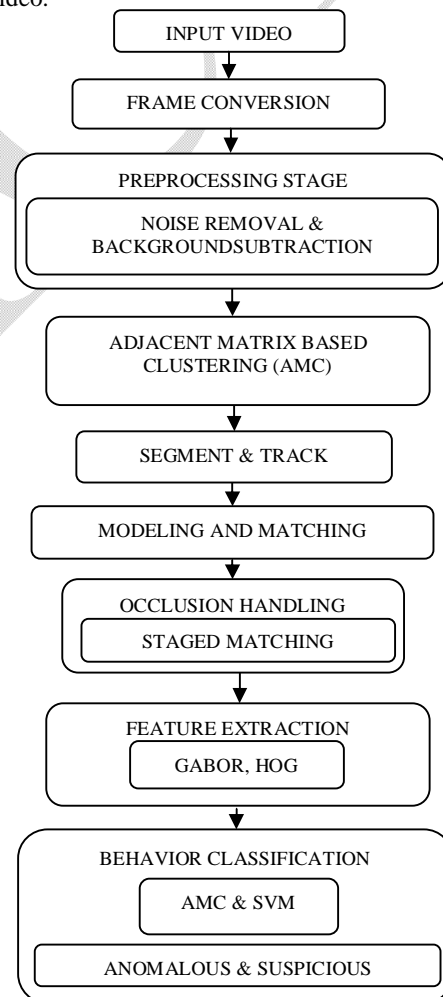 ideo.
INPUT VIDEO
FRAME CONVERSION
PREPROCESSING STAGE
NOISE REMOVAL &
BACKGROUNDSUBTRACTION
ADJACENT MATRIX BASED
CLUSTERING (AMC)
SEGMENT & TRACK
MODELING AND MATCHING
OCCLUSION HANDLING
STAGED MATCHING
FEATURE EXTRACTION
GABOR, HOG
BEHAVIOR CLASSIFICATION
AMC & SVM
ANOMALOUS & SUSPICIOUS